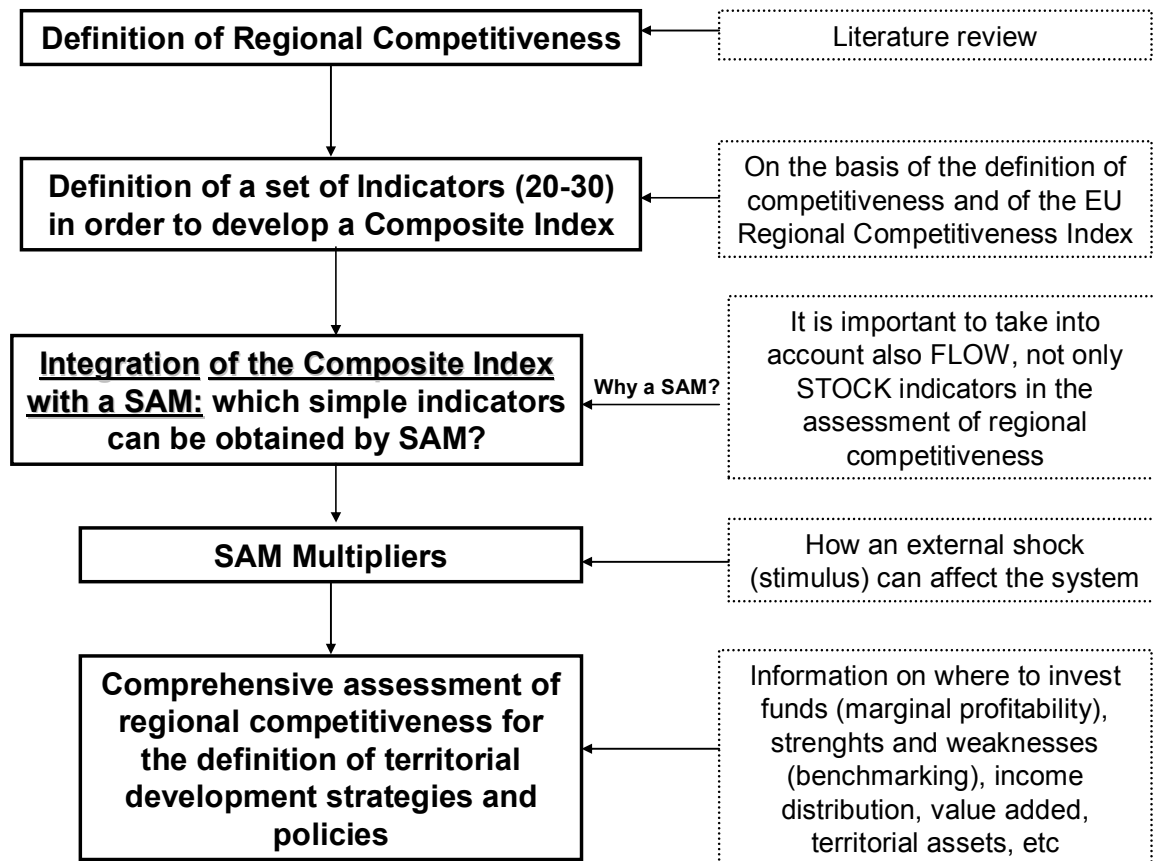 Definition of Regional Competitiveness
Literature review
Definition of a set of Indicators (20-30)
in order to develop a Composite Index
On the basis of the definition of
competitiveness and of the EU
Regional Competitiveness Index
Integration of the Composite Index
with a SAM: which simple indicators
can be obtained by SAM?
Why a SAM?
It is important to take into
account also FLOW, not only
STOCK indicators in the
assessment of regional
competitiveness
SAM Multipliers
How an external shock
(stimulus) can affect the system
Comprehensive assessment of
regional competitiveness for
the definition of territorial
development strategies and
policies
Information on where to invest
funds (marginal profitability),
strenghts and weaknesses
(benchmarking), income
distribution, value added,
territorial assets, etc